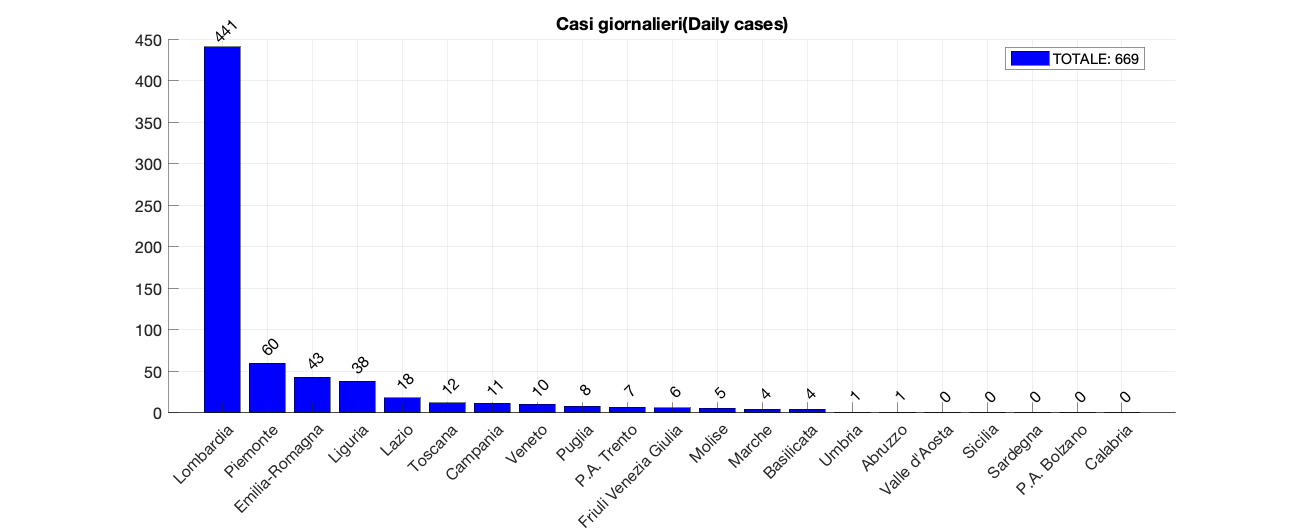 Casi giornalieri(Daily cases)
TOTALE: 669
450
400
350
300
250
200
150
100
50
0
441
60
43
38
18
12
11
10
8
7
6
5
4
4
1
1
0
0
0
0
0
Lombardia
Piemonte
Emilia-Romagna
Liguria
Lazio
Toscana
Campania
Veneto
Puglia
P.A. Trento
Friuli Venezia Giulia
Molise
Marche
Basilicata
Umbria
Abruzzo
Valle d'Aosta
Sicilia
Sardegna
P.A. Bolzano
Calabria